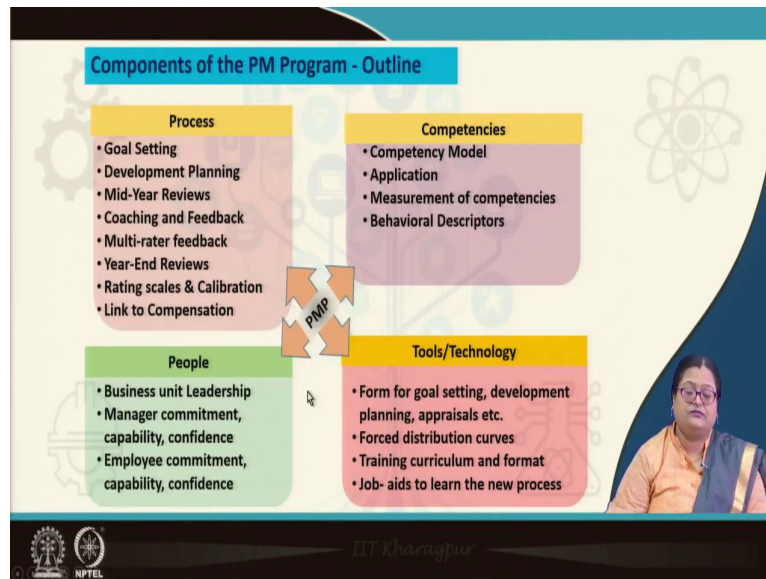 Components of the PM Program - Outline
Process
• Goal Setting
• Development Planning
• Mid-Year Reviews
• Coaching and Feedback
• Multi-rater feedback
• Year-End Reviews
• Rating scales & Calibration
• Link to Compensation
Competencies
• Competency Model
• Application
• Measurement of competencies
• Behavioral Descriptors
PMP
People
• Business unit Leadership
• Manager commitment,
capability, confidence
• Employee commitment,
capability, confidence
Tools/Technology
• Form for goal setting, development
planning, appraisals etc.
• Forced distribution curves
• Training curriculum and format
• Job- aids to learn the new process
IIT Kharagpur
NPTEL